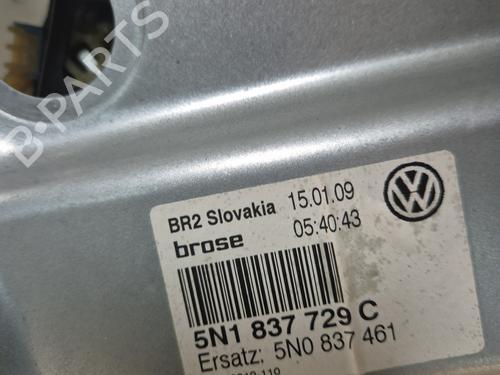 B-PARTS
BR2 Slovakia 15.01.09
brose 05:40:43
5N1 837 729 C
Ersatz: 5N0 837 461